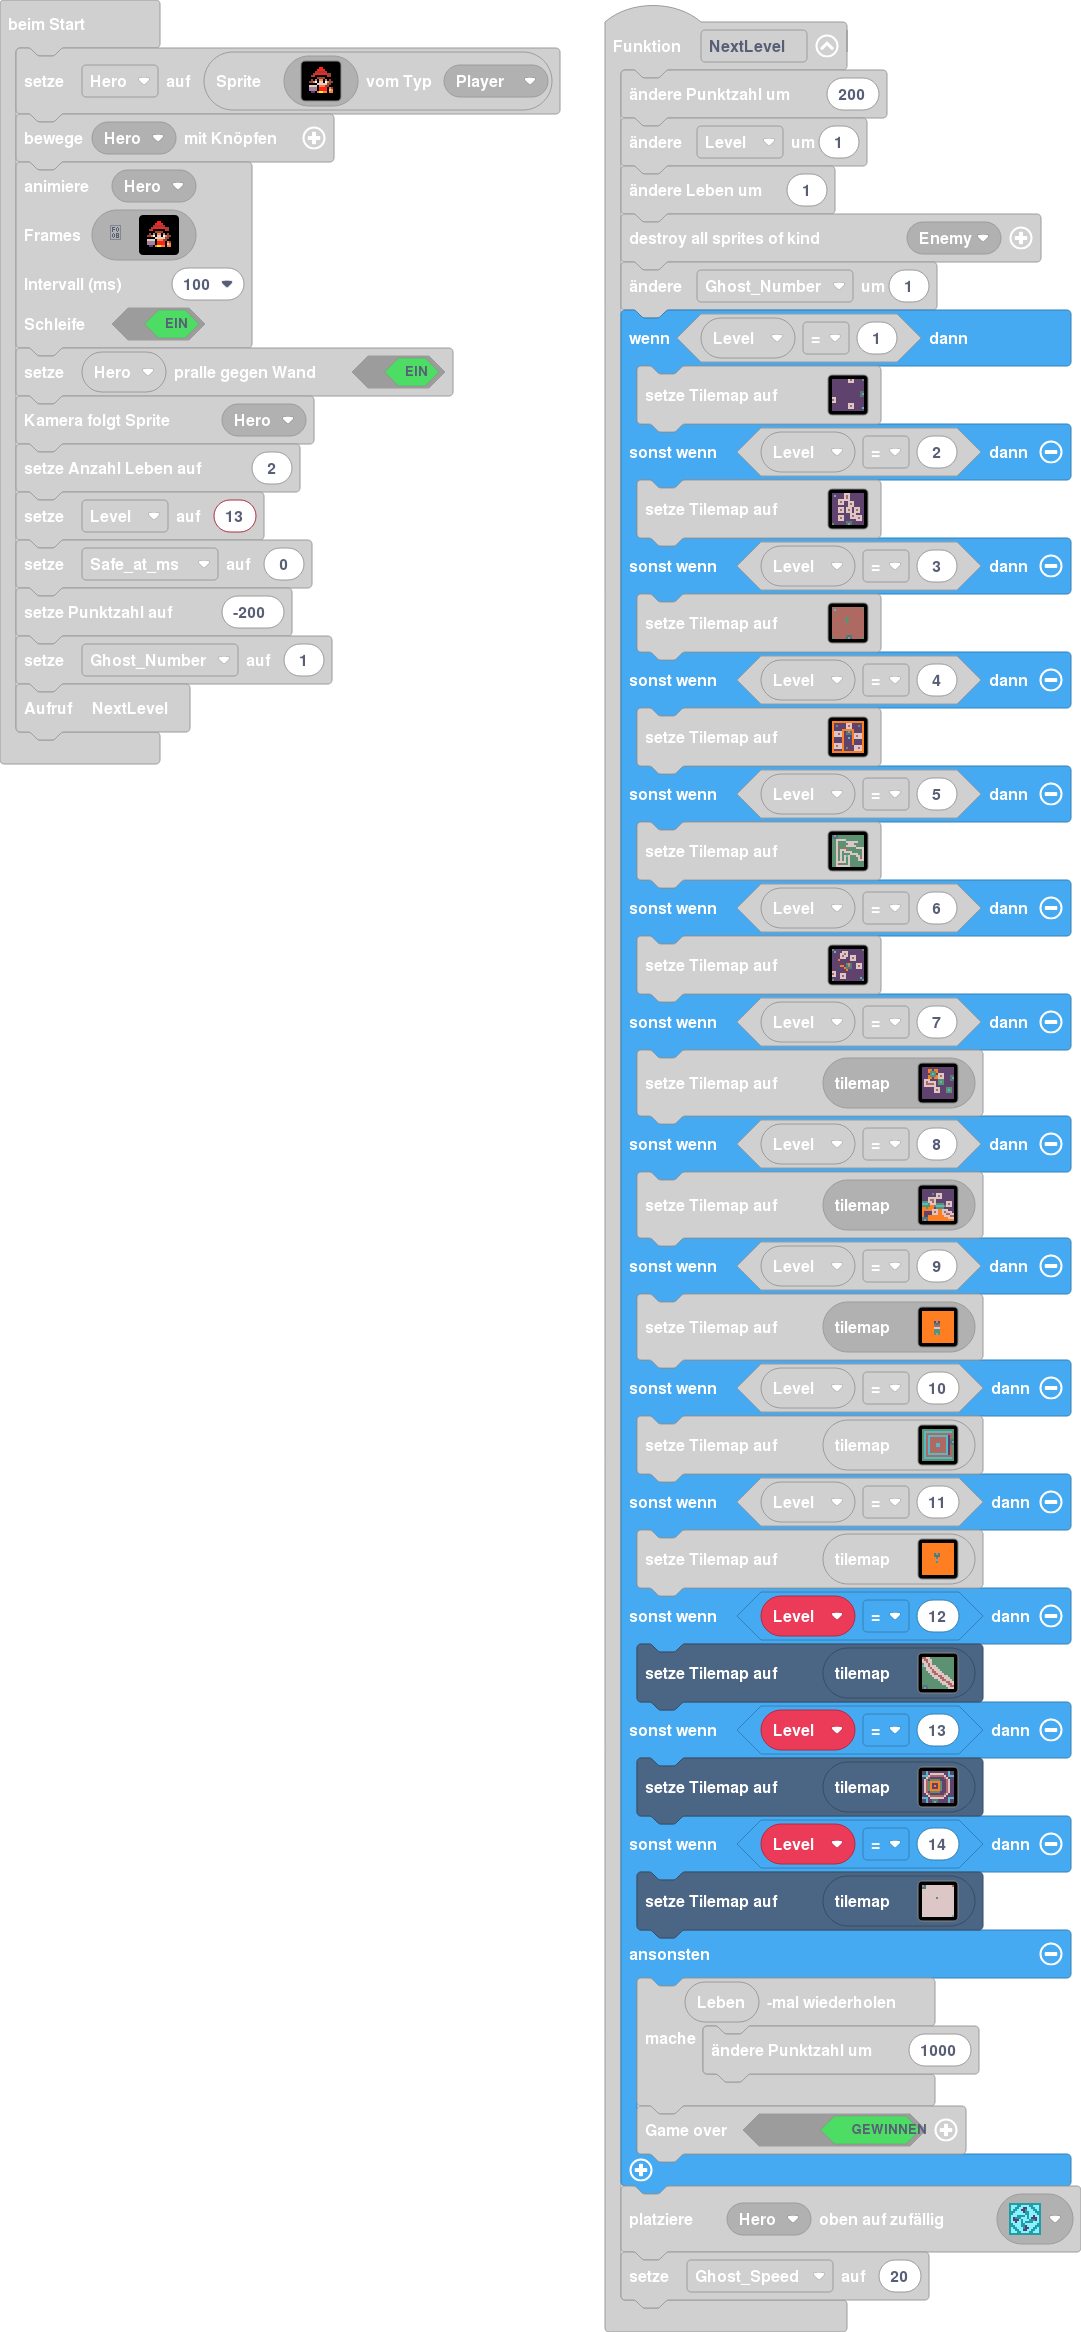 beim Start
setze Hero auf Sprite vom Typ Player
bewege Hero mit Knöpfen
animiere Hero
Frames
Intervall (ms) 100
Schleife EIN
setze Hero pralle gegen Wand EIN
Kamera folgt Sprite Hero
setze Anzahl Leben auf 2
setze Level auf 13
setze Safe_at_ms auf 0
setze Punktzahl auf -200
setze Ghost_Number auf 1
Aufruf NextLevel
Funktion NextLevel
ändere Punktzahl um 200
ändere Level um 1
ändere Leben um 1
destroy all sprites of kind Enemy
ändere Ghost_Number um 1
wenn Level = 1 dann
setze Tilemap auf
sonst wenn Level = 2 dann
setze Tilemap auf
sonst wenn Level = 3 dann
setze Tilemap auf
sonst wenn Level = 4 dann
setze Tilemap auf
sonst wenn Level = 5 dann
setze Tilemap auf
sonst wenn Level = 6 dann
setze Tilemap auf
sonst wenn Level = 7 dann
setze Tilemap auf tilemap
sonst wenn Level = 8 dann
setze Tilemap auf tilemap
sonst wenn Level = 9 dann
setze Tilemap auf tilemap
sonst wenn Level = 10 dann
setze Tilemap auf tilemap
sonst wenn Level = 11 dann
setze Tilemap auf tilemap
sonst wenn Level = 12 dann
setze Tilemap auf tilemap
sonst wenn Level = 13 dann
setze Tilemap auf tilemap
sonst wenn Level = 14 dann
setze Tilemap auf tilemap
ansonsten
Leben -mal wiederholen
mache ändere Punktzahl um 1000
Game over GEWINNEN
platziere Hero oben auf zufällig
setze Ghost_Speed auf 20